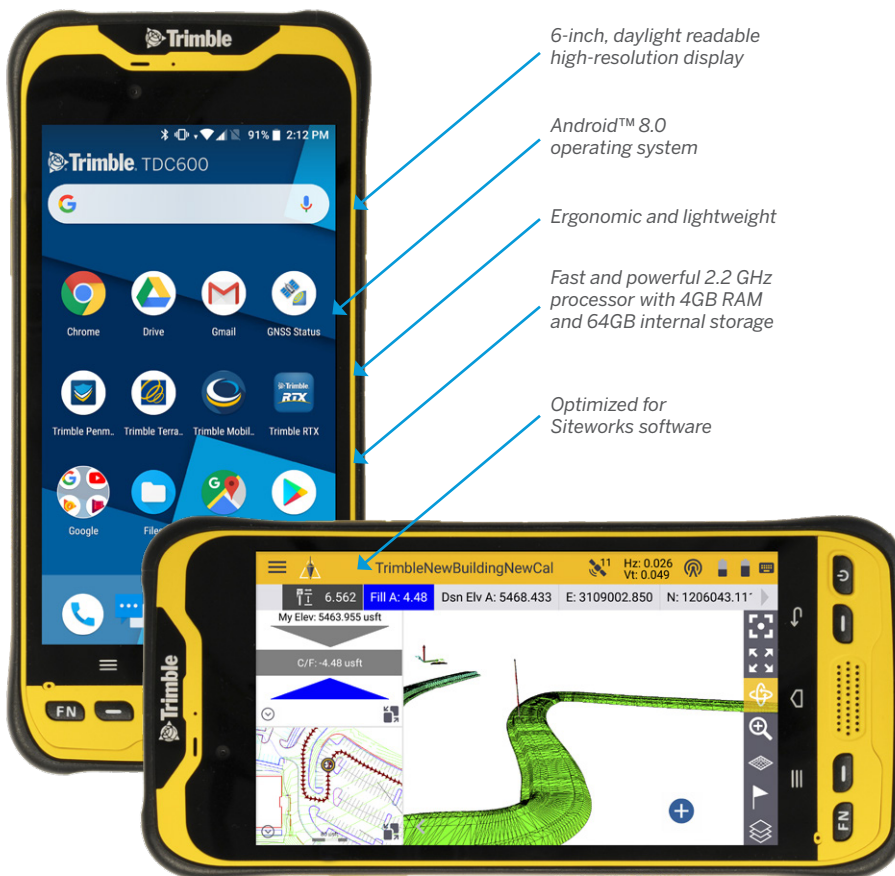 Trimble
6-inch, daylight readable
high-resolution display
91% 2:12 PM
Android™ 8.0
operating system
Trimble. TDC600
G
Ergonomic and lightweight
Fast and powerful 2.2 GHz
processor with 4GB RAM
and 64GB internal storage
Chrome
Drive
Gmail
GNSS Status
Trimble
RTX
Trimble Penm..
Trimble Terra..
Trimble Mobil..
Trimble RTX
Optimized for
Siteworks software
Google
File
TrimbleNewBuildingNewCal
11
Hz: 0.026
Vt: 0.049
6.562
Fill A: 4.48
Dsn Elv A: 5468.433
E: 3109002.850
N: 1206043.11
My Elev: 5463.955 usft
C/F:-4.48 usft
FN
Trimble
FN